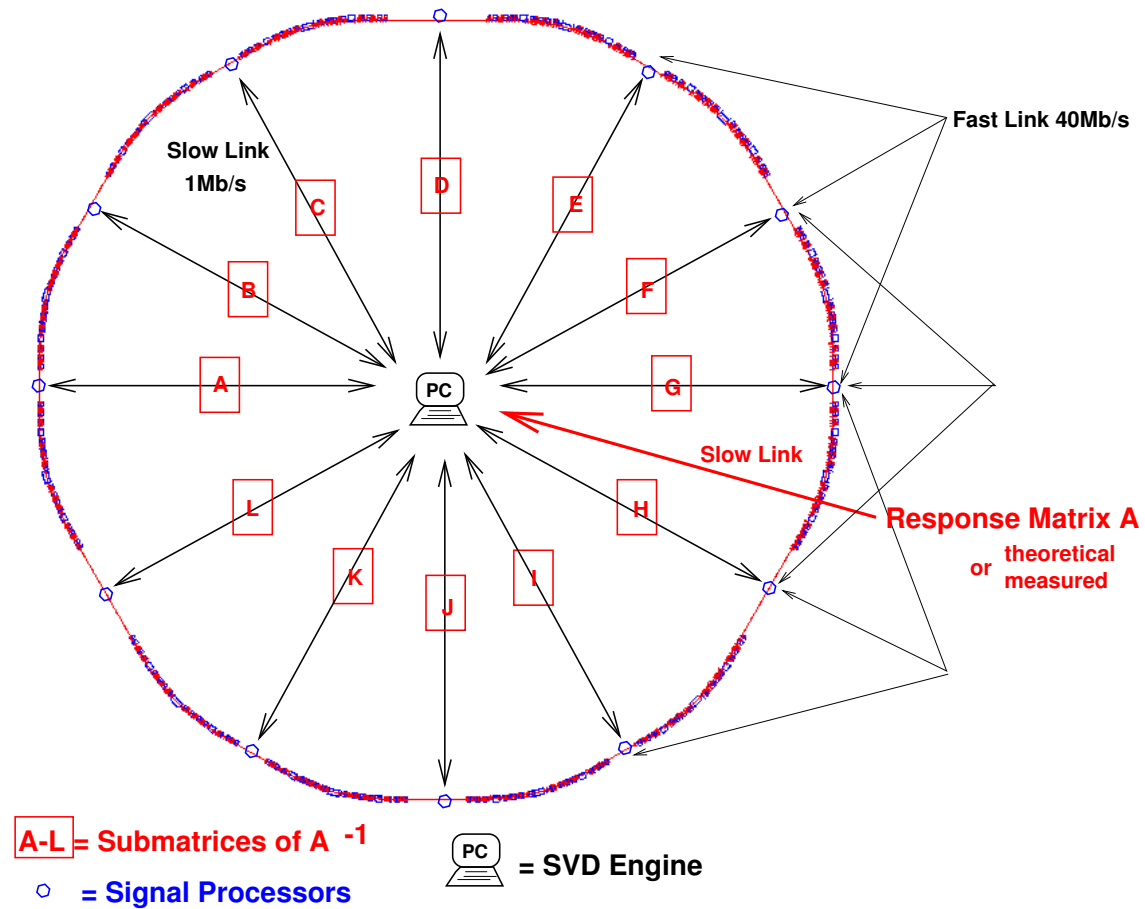 Fast Link 40Mb/s
Slow Link
1Mb/s
D
C
E
B
F
PC
A
G
Slow Link
L
H
Response Matrix A
or theoretical
measured
K
I
J
A-L = Submatrices of A -1
PC = SVD Engine
= Signal Processors